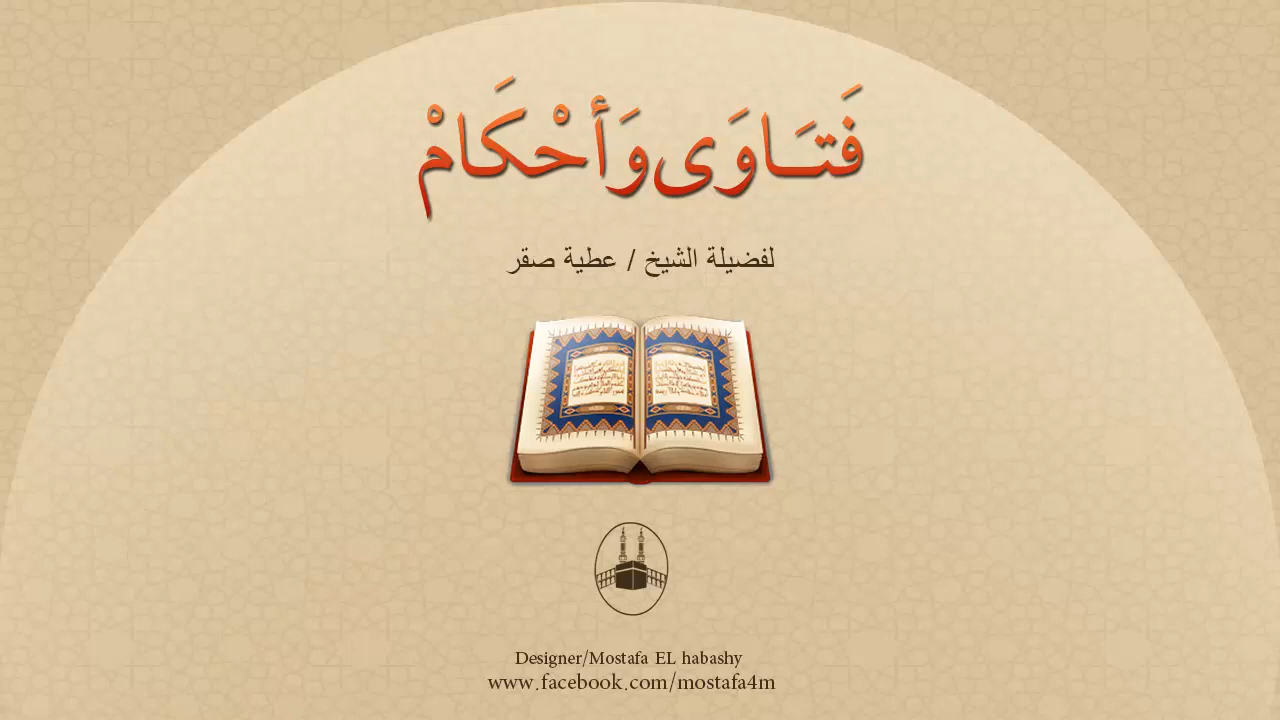 فَتَاوَى وَأَحْكَامْ
لفضيلة الشيخ / عطية صقر
Designer/Mostafa EL habashy
www.facebook.com/mostafa4m